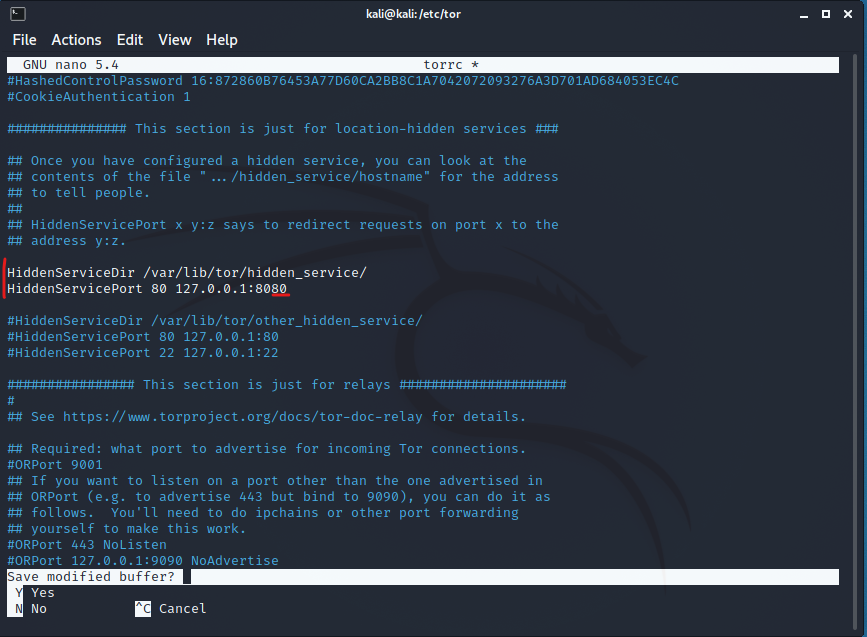 kali@kali: /etc/tor
File Actions Edit View Help
GNU nano 5.4 torrc *
#HashedControlPassword 16:872860B76453A77D60CA2BB8C1A7042072093276A3D701AD684053EC4C
#CookieAuthentication 1
############### This section is just for location-hidden services ###
## Once you have configured a hidden service, you can look at the
## contents of the file ".../hidden_service/hostname" for the address
## to tell people.
##
## HiddenServicePort x y:z says to redirect requests on port x to the
## address y:z.
HiddenServiceDir /var/lib/tor/hidden_service/
HiddenServicePort 80 127.0.0.1:8080
#HiddenServiceDir /var/lib/tor/other_hidden_service/
#HiddenServicePort 80 127.0.0.1:80
#HiddenServicePort 22 127.0.0.1:22
################ This section is just for relays #####################
#
## See https://www.torproject.org/docs/tor-doc-relay for details.
## Required: what port to advertise for incoming Tor connections.
#ORPort 9001
## If you want to listen on a port other than the one advertised in
## ORPort (e.g. to advertise 443 but bind to 9090), you can do it as
## follows.  You'll need to do ipchains or other port forwarding
## yourself to make this work.
#ORPort 443 NoListen
#ORPort 127.0.0.1:9090 NoAdvertise
Save modified buffer?
Y Yes
N No ^C Cancel